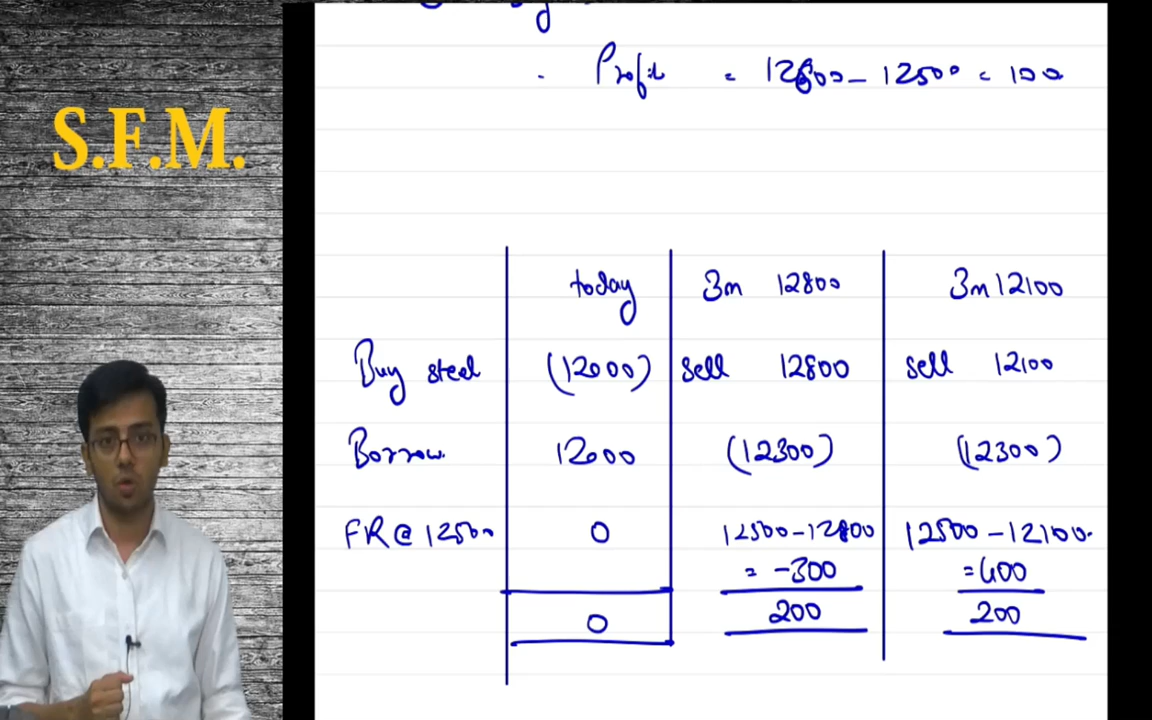 S.F.M.
. Profit = 12800 - 12500 = 100
today 3m 12800 3m 12100
Buy steel (12000) sell 12800 sell 12100
Borrow. 12000 (12300) (12300)
FR @ 12500 0 12500-12800 12500 - 12100.
= -300 = 400
0 200 200